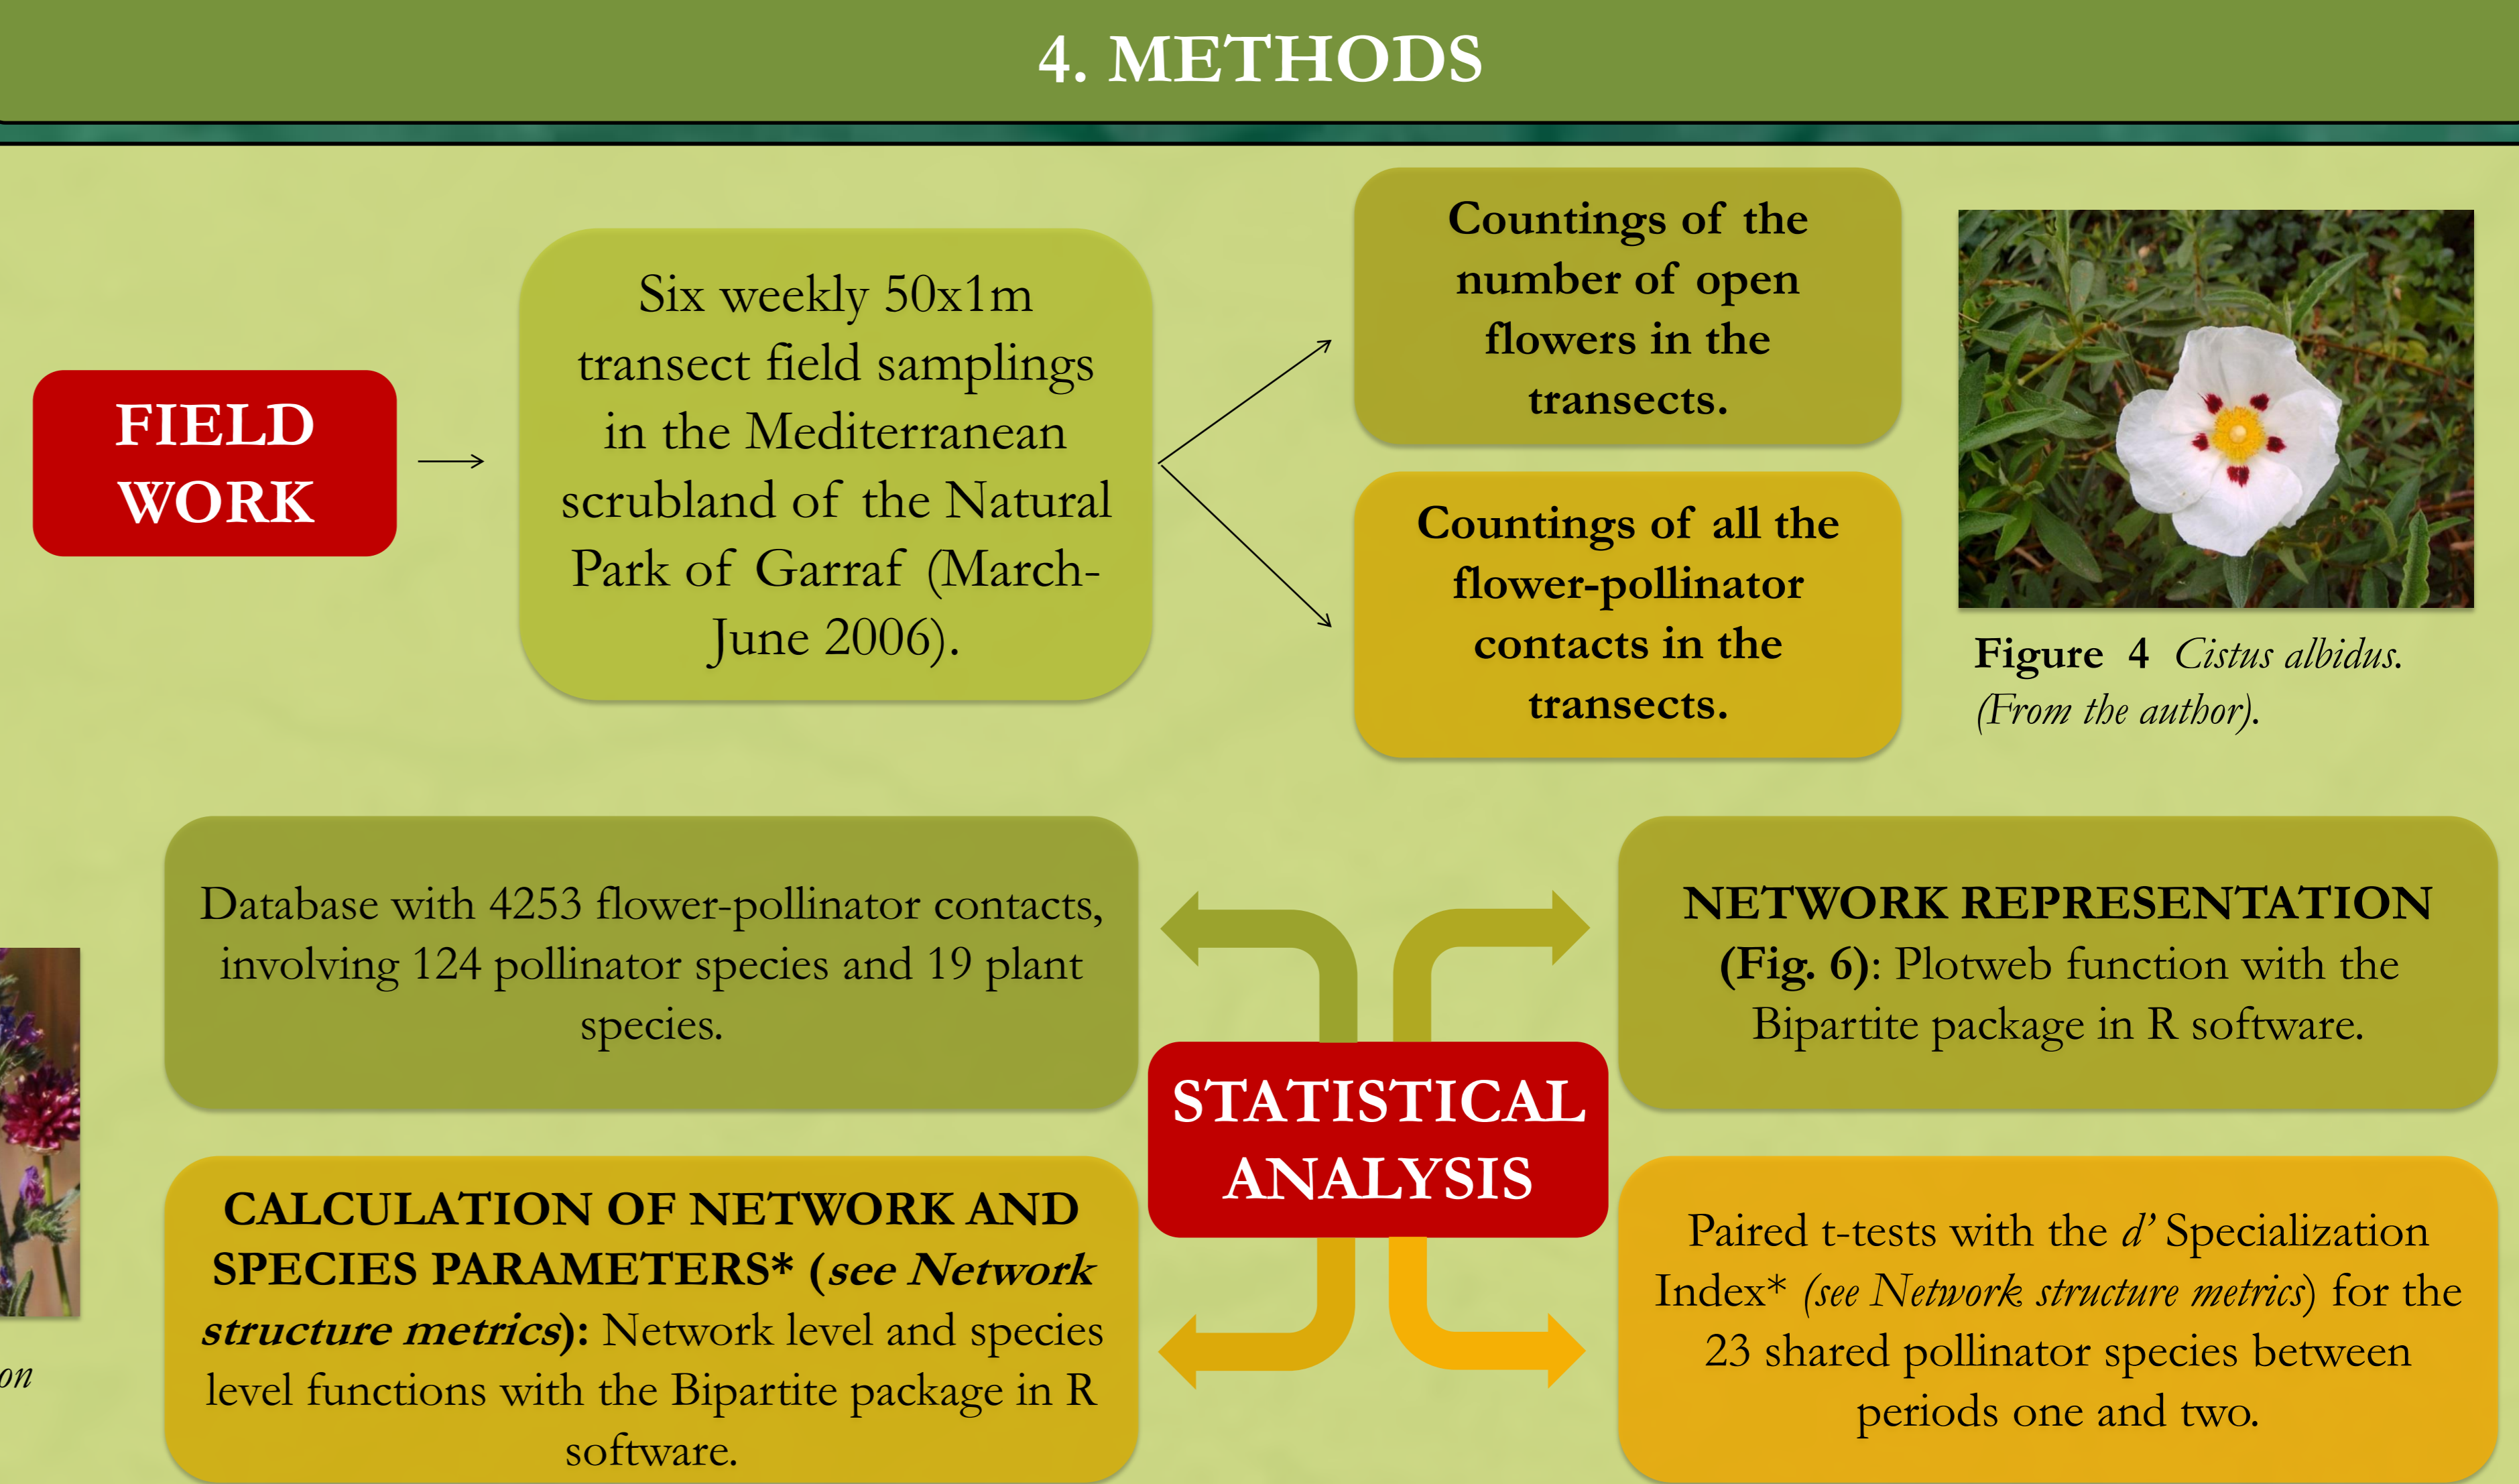 4. METHODS
FIELD
WORK
Six weekly 50x1m
transect field samplings
in the Mediterranean
scrubland of the Natural
Park of Garraf (March-
June 2006).
Countings of the
number of open
flowers in the
transects.
Countings of all the
flower-pollinator
contacts in the
transects.
Figure 4 Cistus albidus.
(From the author).
Database with 4253 flower-pollinator contacts,
involving 124 pollinator species and 19 plant
species.
NETWORK REPRESENTATION
(Fig. 6): Plotweb function with the
Bipartite package in R software.
STATISTICAL
ANALYSIS
CALCULATION OF NETWORK AND
SPECIES PARAMETERS* (see Network
structure metrics): Network level and species
level functions with the Bipartite package in R
software.
Paired t-tests with the d’ Specialization
Index* (see Network structure metrics) for the
23 shared pollinator species between
periods one and two.
on